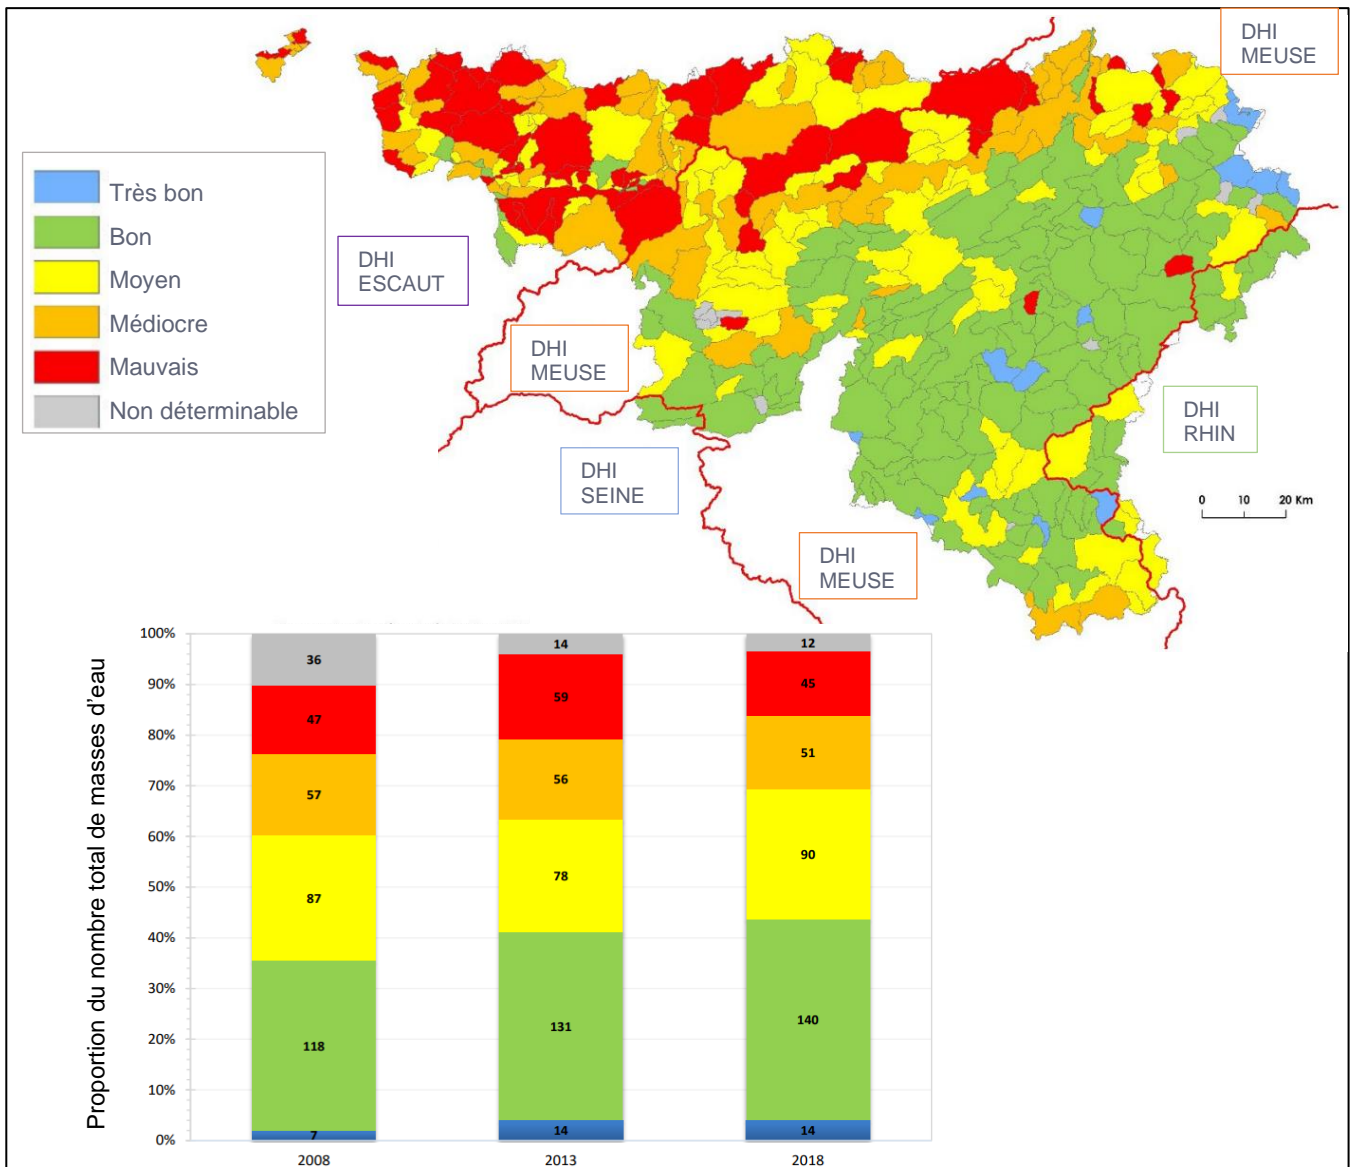 DHI
MEUSE
Très bon
Bon
Moyen
Médiocre
Mauvais
Non déterminable
DHI
ESCAUT
DHI
MEUSE
DHI
SEINE
DHI
MEUSE
DHI
RHIN
0 10 20 Km
Proportion du nombre total de masses d'eau
100%
90%
80%
70%
60%
50%
40%
30%
20%
10%
0%
36
47
57
87
118
7
14
59
56
78
131
14
12
45
51
90
140
14
2008 2013 2018